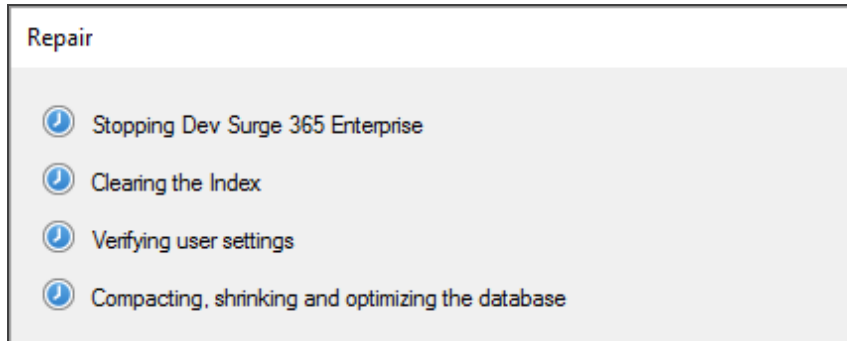 Repair
Stopping Dev Surge 365 Enterprise
Clearing the Index
Verifying user settings
Compacting, shrinking and optimizing the database